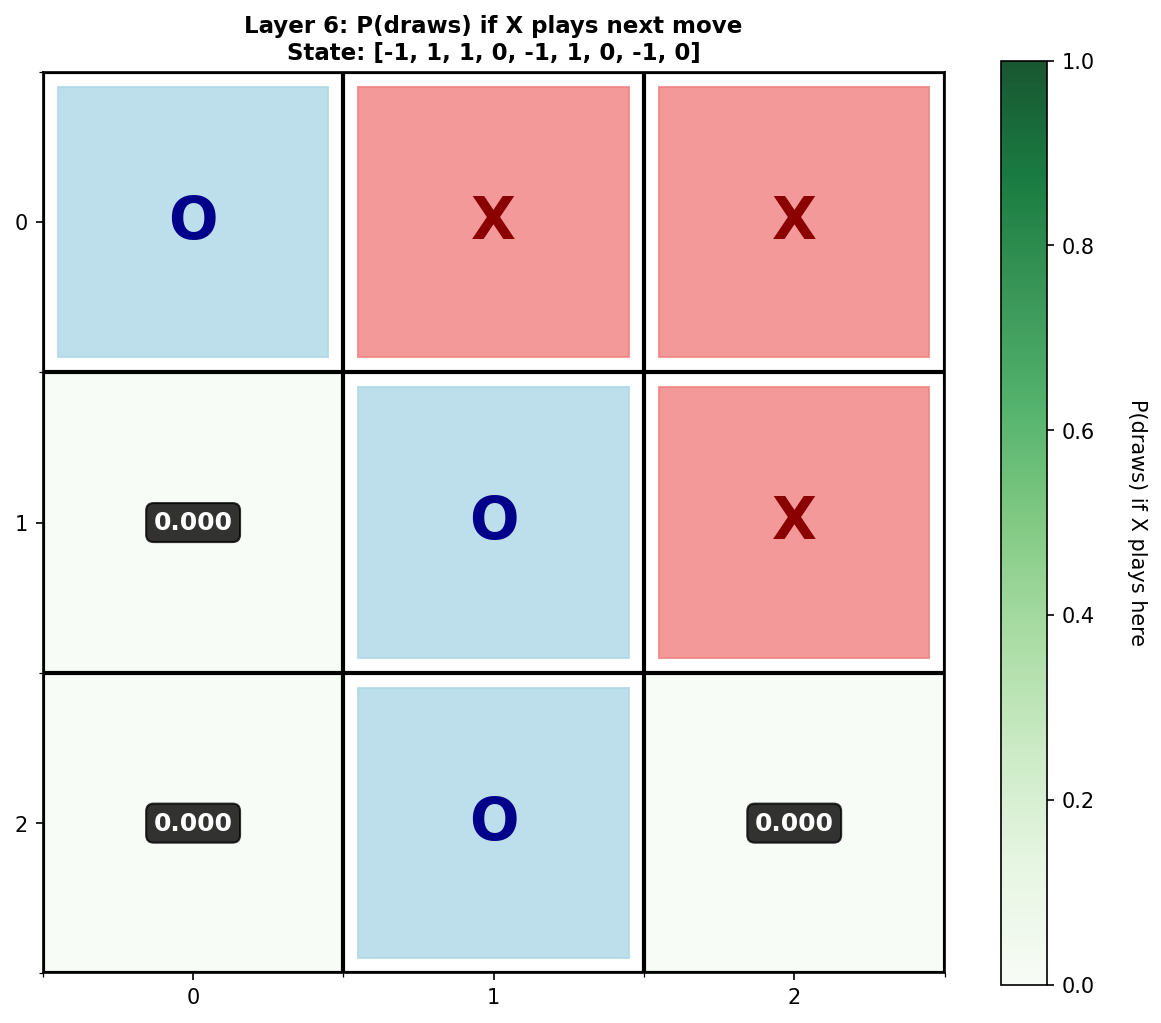 Layer 6: P(draws) if X plays next move
State: [-1, 1, 1, 0, -1, 1, 0, -1, 0]
O X X
0.000 O X
0.000 O 0.000
0
1
2
0 1 2
1.0
0.8
0.6
0.4
0.2
0.0
P(draws) if X plays here